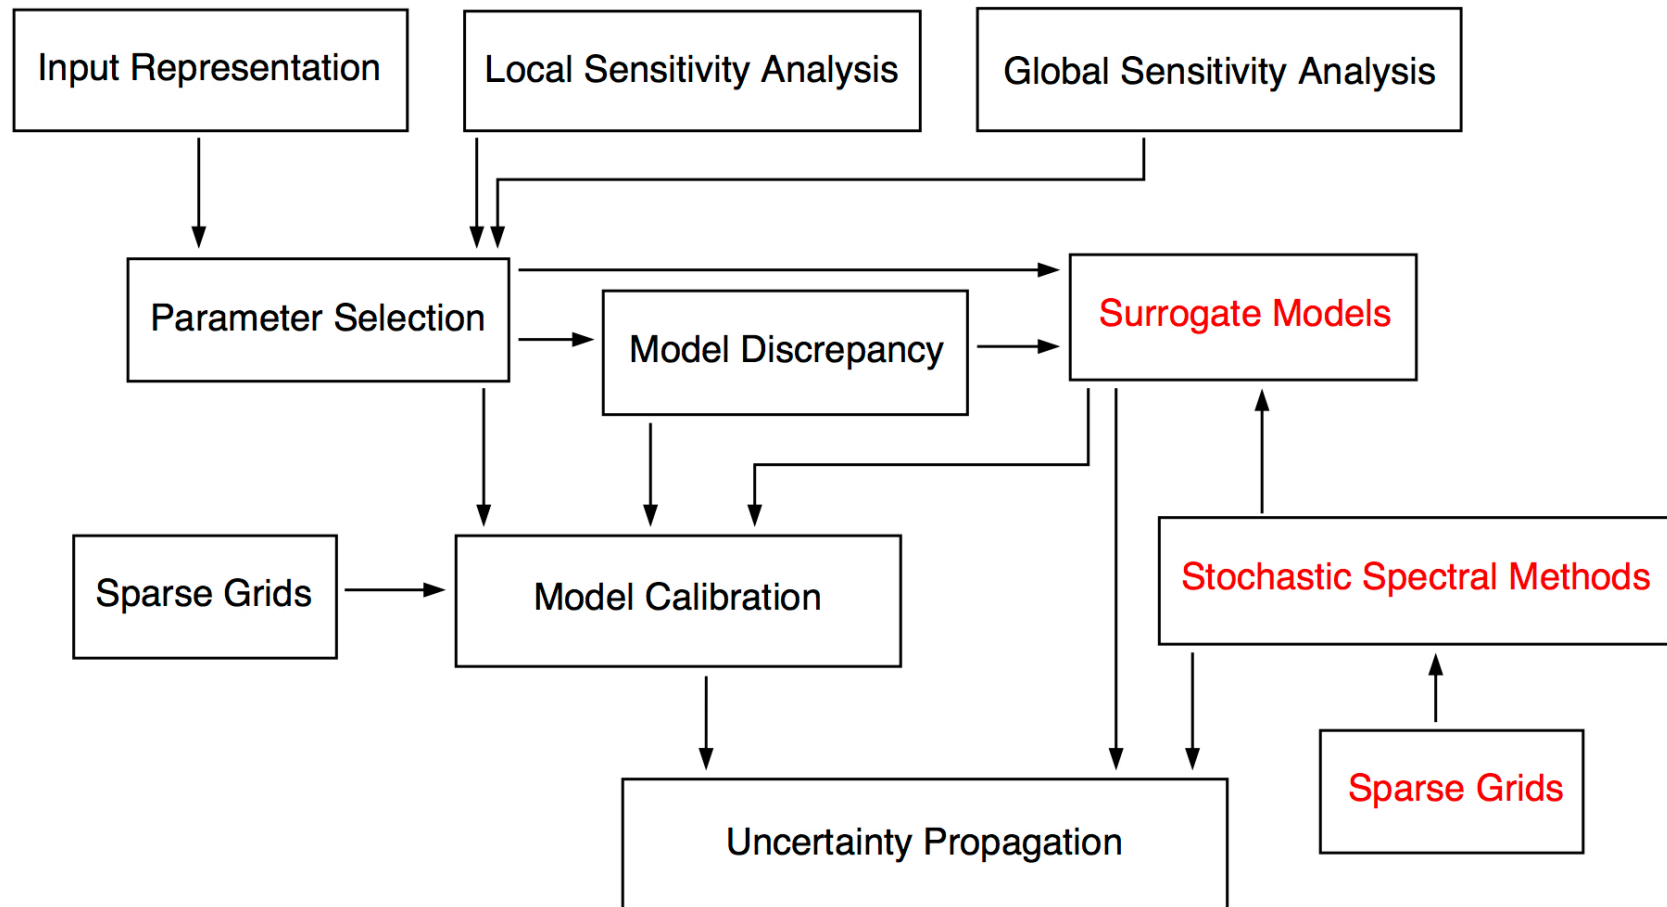 Input Representation
Local Sensitivity Analysis
Global Sensitivity Analysis
Parameter Selection
Model Discrepancy
Surrogate Models
Sparse Grids
Model Calibration
Stochastic Spectral Methods
Uncertainty Propagation
Sparse Grids